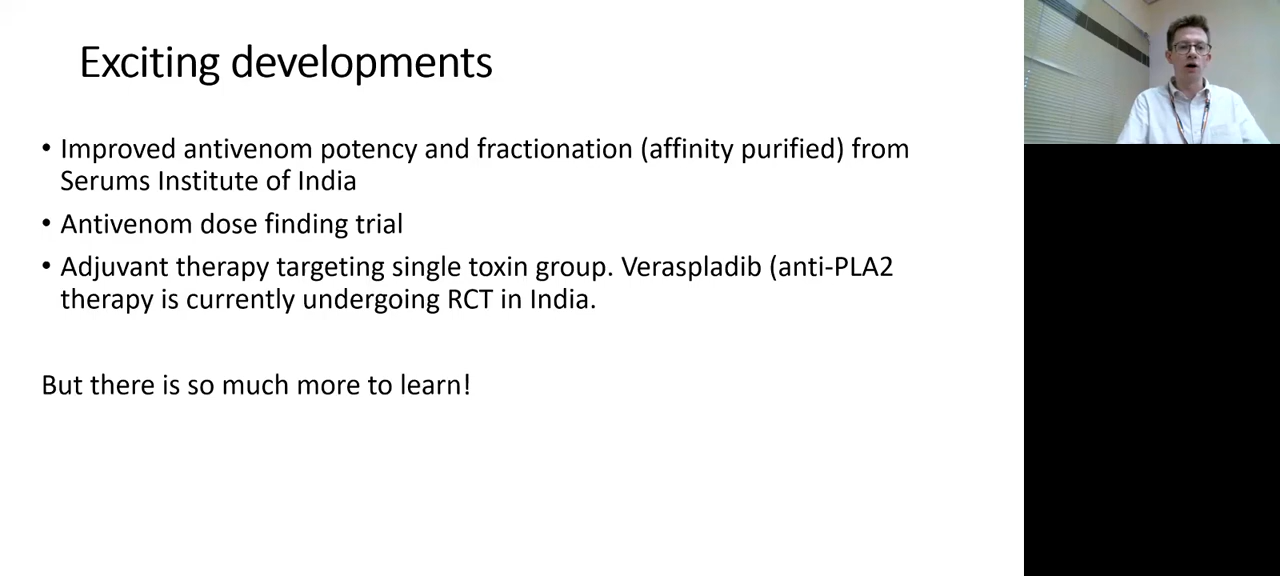 Exciting developments
• Improved antivenom potency and fractionation (affinity purified) from
Serums Institute of India
• Antivenom dose finding trial
• Adjuvant therapy targeting single toxin group. Veraspladib (anti-PLA2
therapy is currently undergoing RCT in India.
But there is so much more to learn!